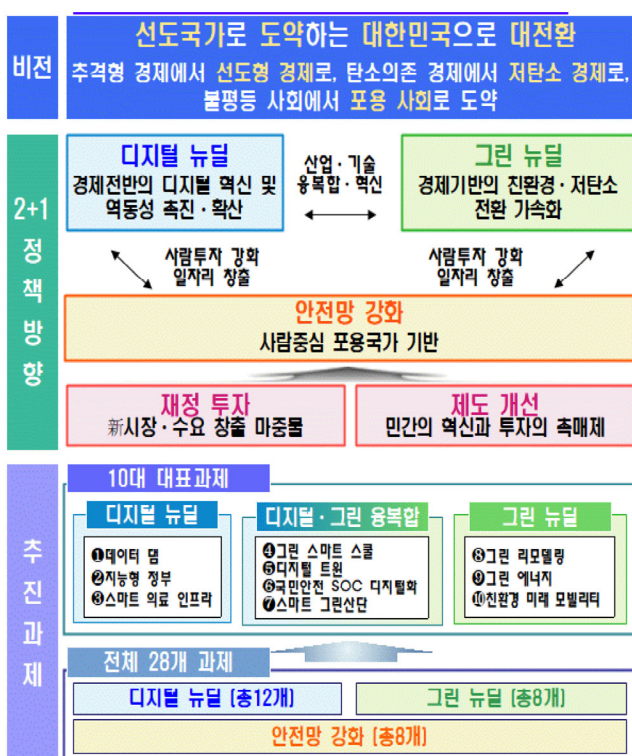 비전
선도국가로 도약하는 대한민국으로 대전환
추격형 경제에서 선도형 경제로, 탄소의존 경제에서 저탄소 경제로,
불평등 사회에서 포용 사회로 도약
2+1
정
책
방
향
디지털 뉴딜
경제전반의 디지털 혁신 및
역동성 촉진·확산
산업·기술
융복합·혁신
그린 뉴딜
경제기반의 친환경·저탄소
전환 가속화
사람투자 강화
일자리 창출
사람투자 강화
일자리 창출
안전망 강화
사람중심 포용국가 기반
재정 투자
新시장·수요 창출 마중물
제도 개선
민간의 혁신과 투자의 촉매제
추
진
과
제
10대 대표과제
디지털 뉴딜
❶데이터 댐
❷지능형 정부
❸스마트 의료 인프라
디지털·그린 융복합
❹그린 스마트 스쿨
❺디지털 트윈
❻국민안전 SOC 디지털화
❼스마트 그린산단
그린 뉴딜
❽그린 리모델링
❾그린 에너지
❿친환경 미래 모빌리티
전체 28개 과제
디지털 뉴딜 (총12개)
그린 뉴딜 (총8개)
안전망 강화 (총8개)